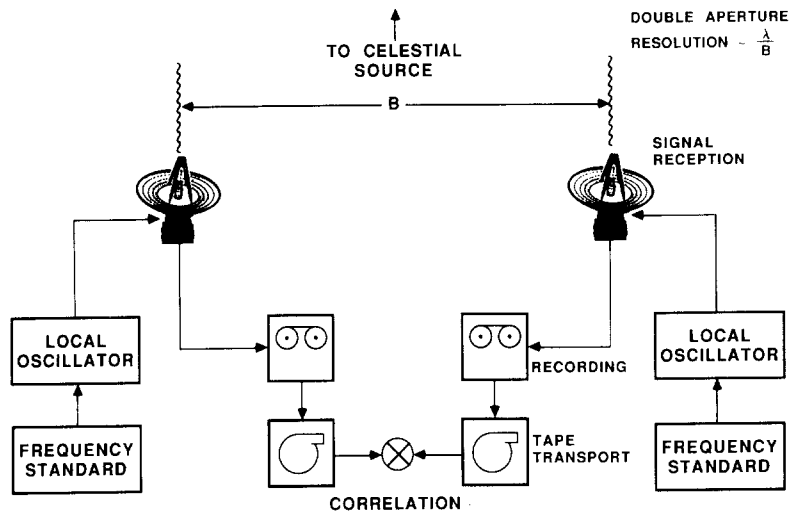 DOUBLE APERTURE
RESOLUTION ~ λ/B
TO CELESTIAL
SOURCE
B
SIGNAL
RECEPTION
LOCAL
OSCILLATOR
RECORDING
LOCAL
OSCILLATOR
FREQUENCY
STANDARD
TAPE
TRANSPORT
FREQUENCY
STANDARD
CORRELATION